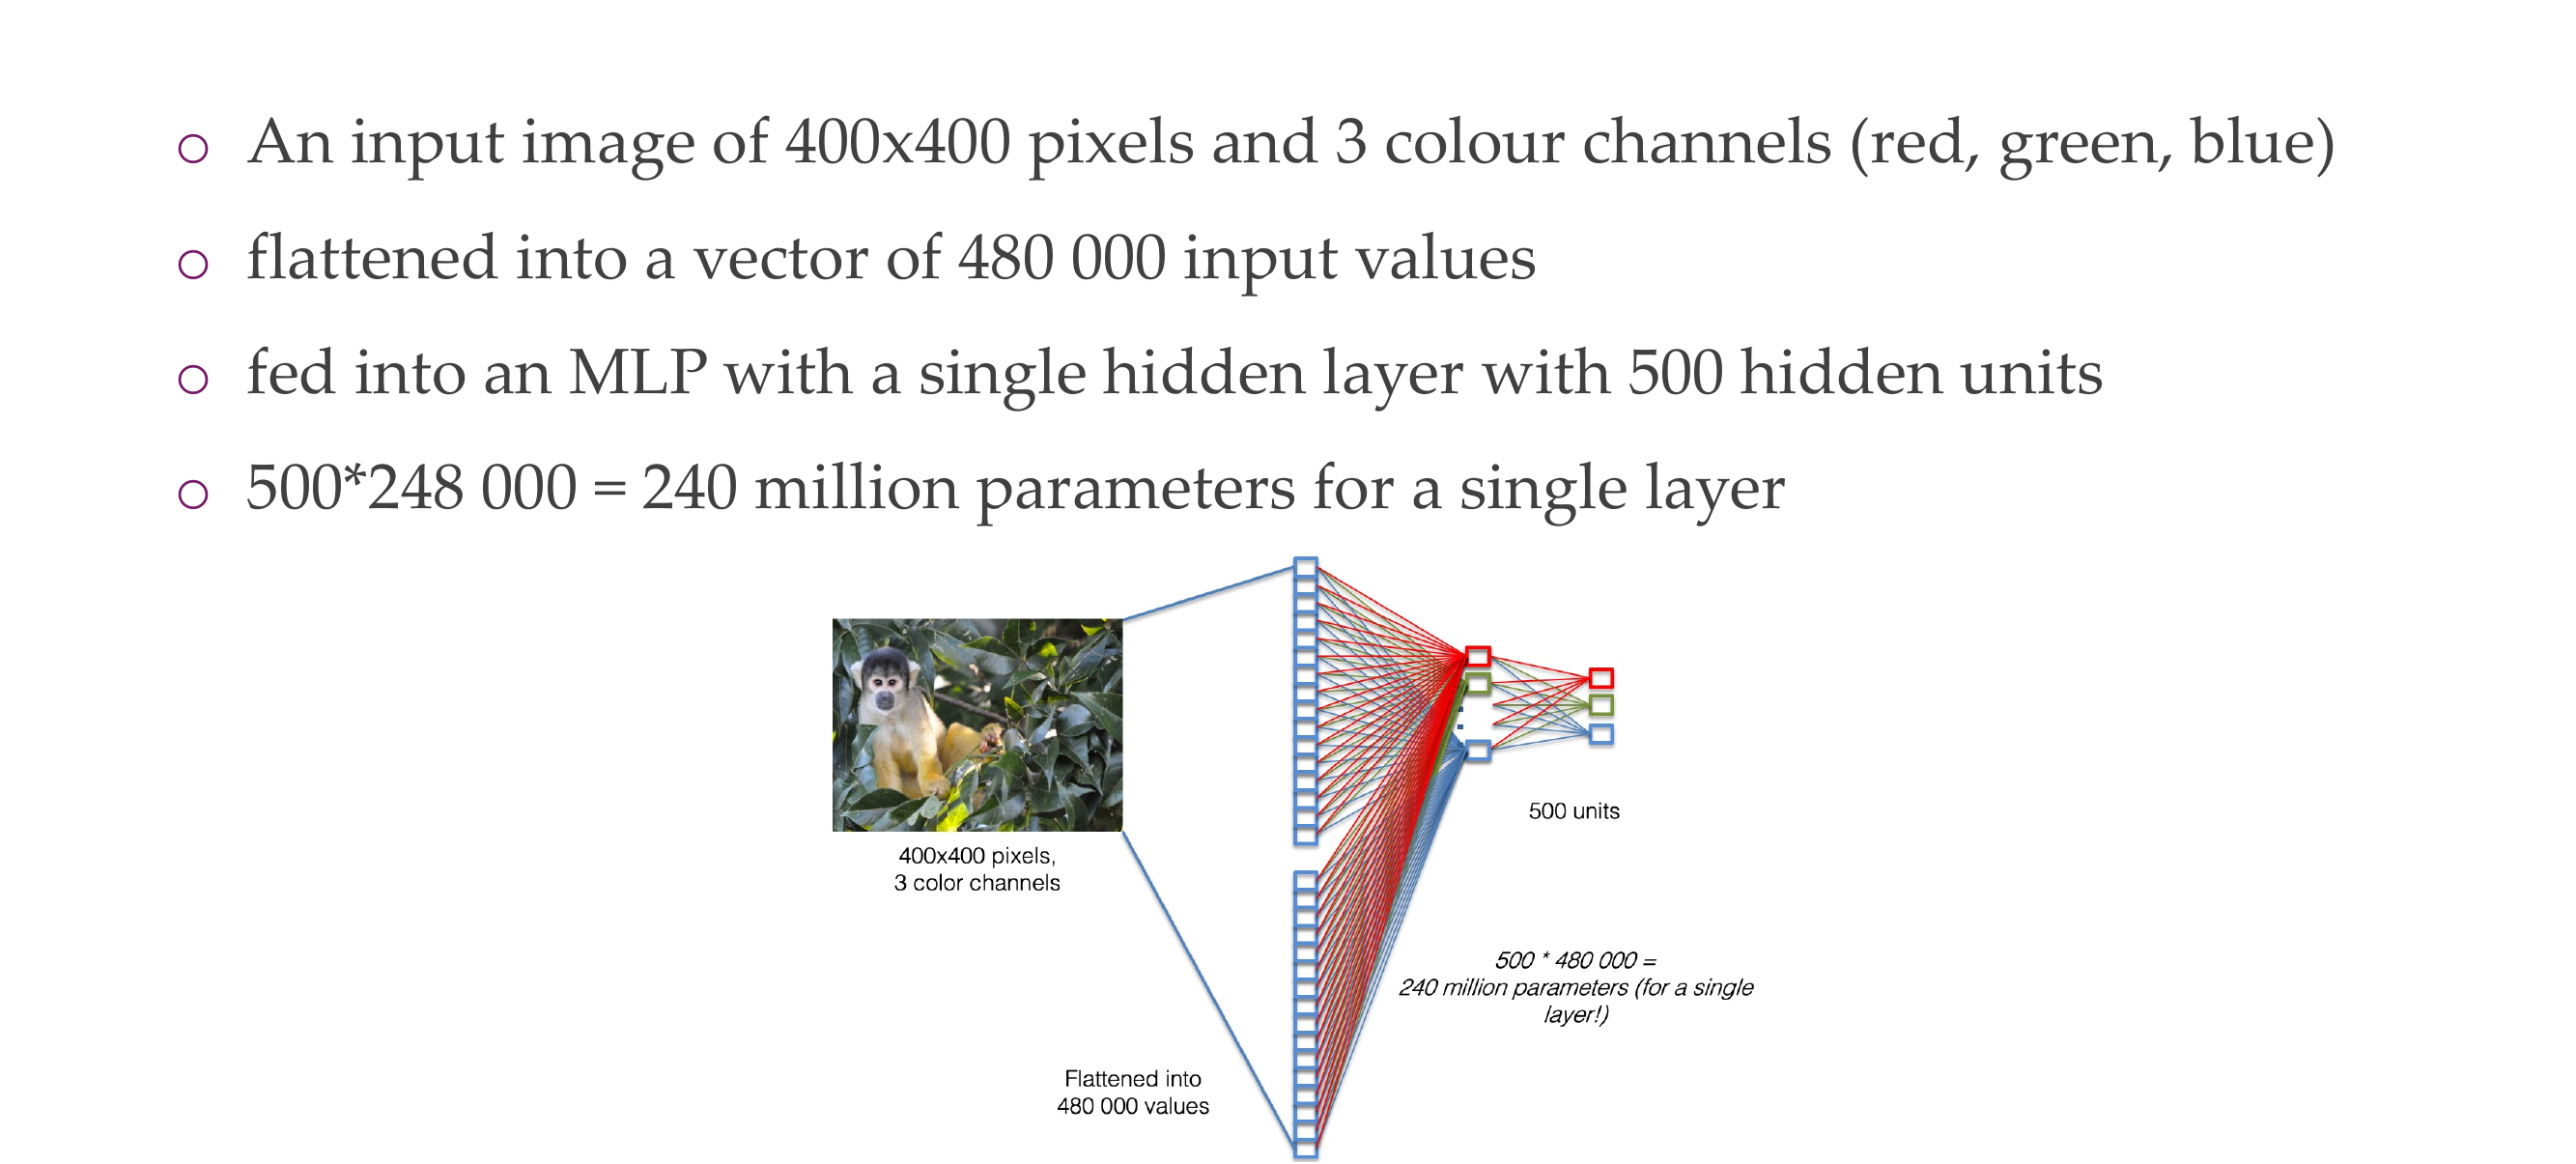 An input image of 400x400 pixels and 3 colour channels (red, green, blue)
flattened into a vector of 480 000 input values
fed into an MLP with a single hidden layer with 500 hidden units
500*248 000 = 240 million parameters for a single layer
400x400 pixels,
3 color channels
500 units
500 * 480 000 =
240 million parameters (for a single
layer!)
Flattened into
480 000 values